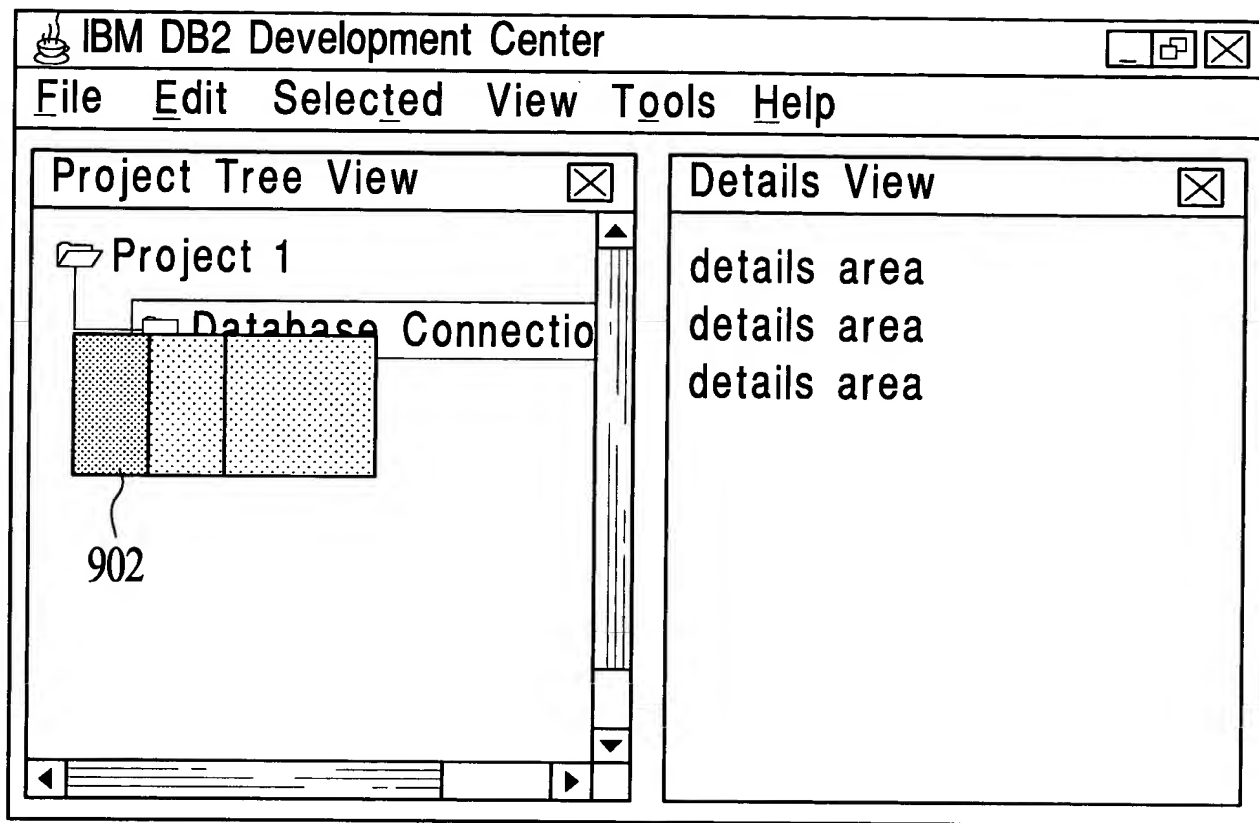 IBM DB2 Development Center
File Edit Selected View Tools Help
Project Tree View
Project 1
Database Connectio
902
Details View
details area
details area
details area